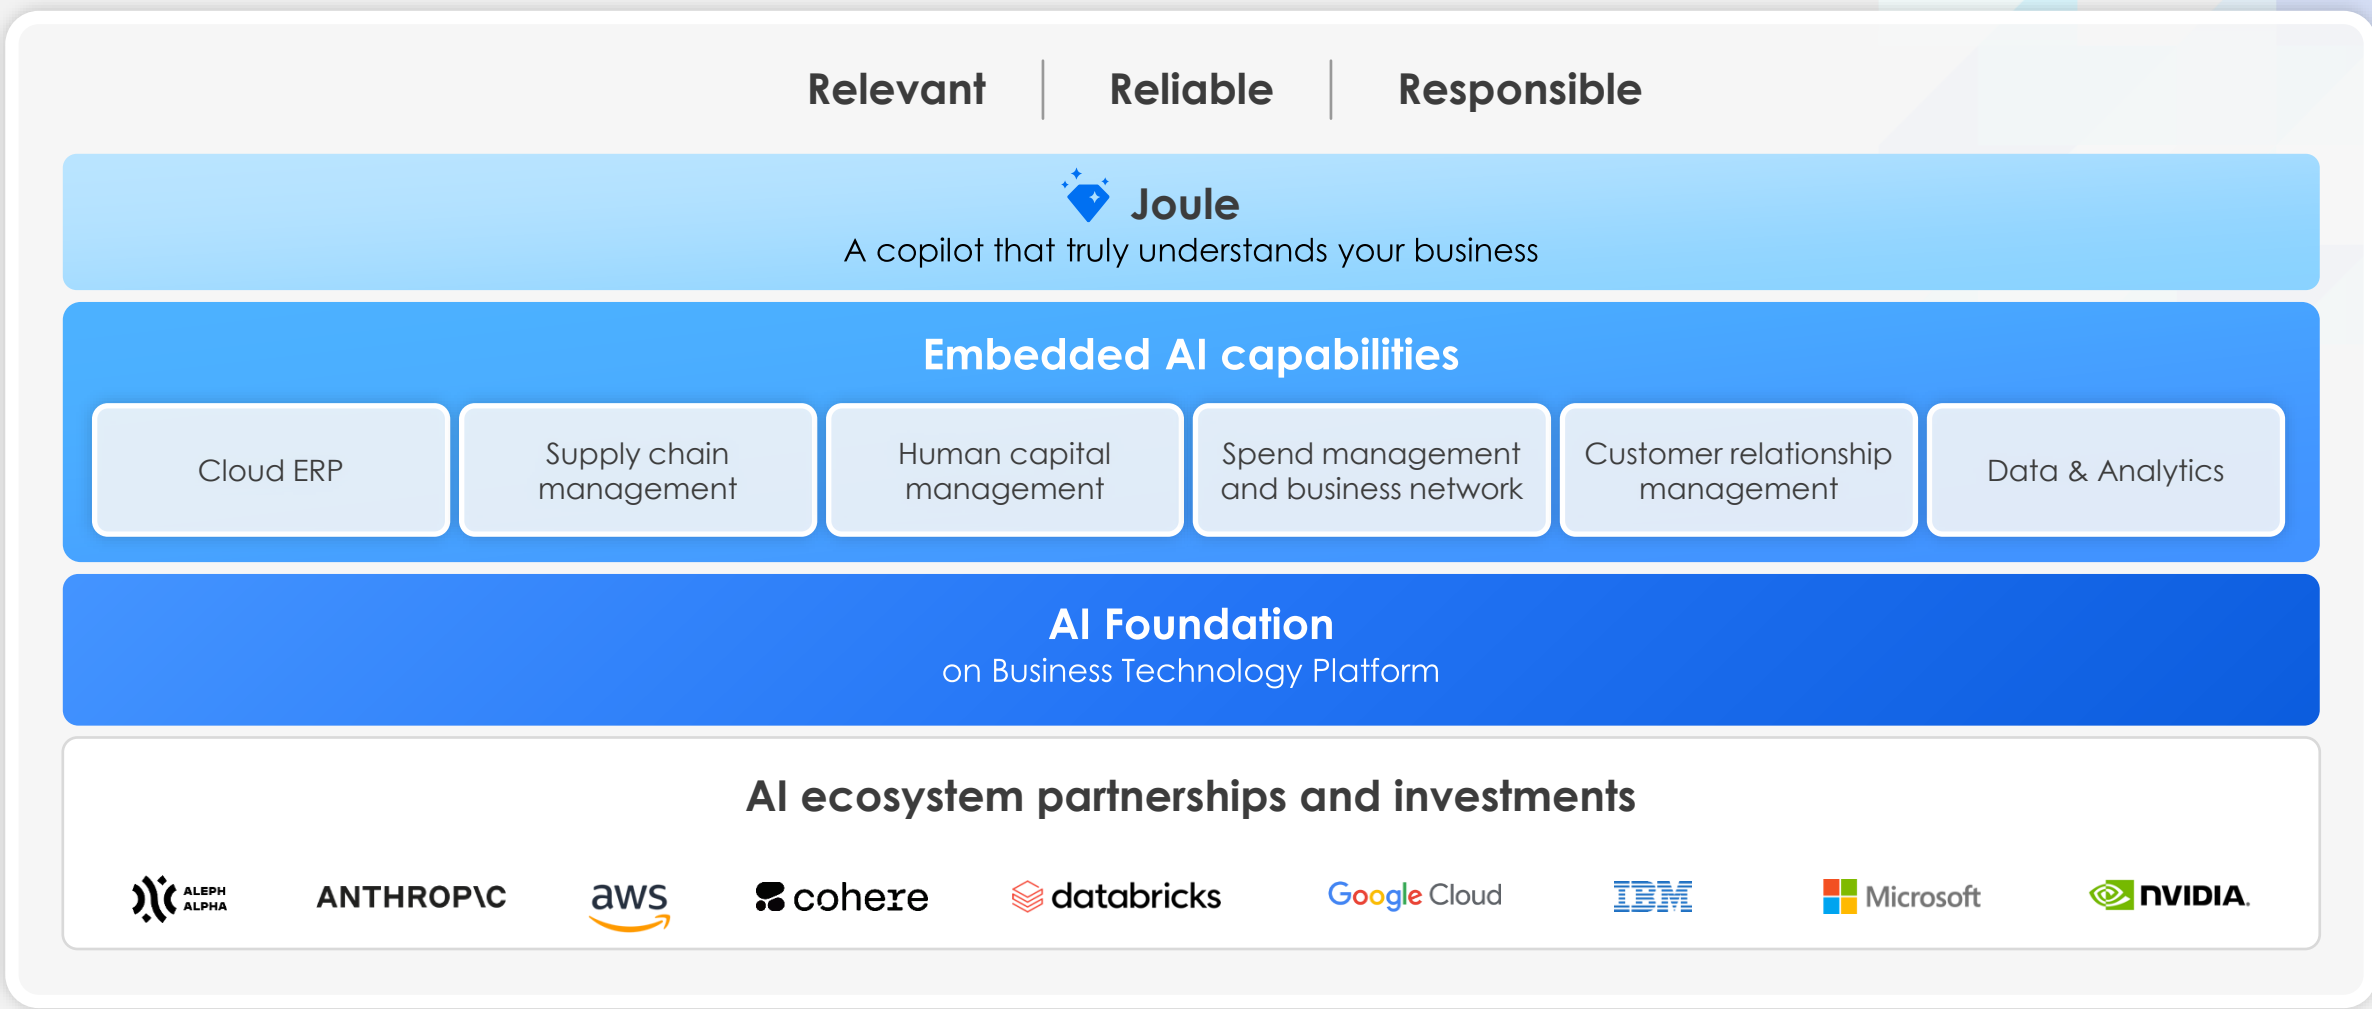 Relevant | Reliable | Responsible
Joule
A copilot that truly understands your business
Embedded AI capabilities
Cloud ERP
Supply chain
management
Human capital
management
Spend management
and business network
Customer relationship
management
Data & Analytics
AI Foundation
on Business Technology Platform
AI ecosystem partnerships and investments
ALEPH
ALPHA
ANTHROP\C
aws
cohere
databricks
Google Cloud
IBM
Microsoft
NVIDIA.